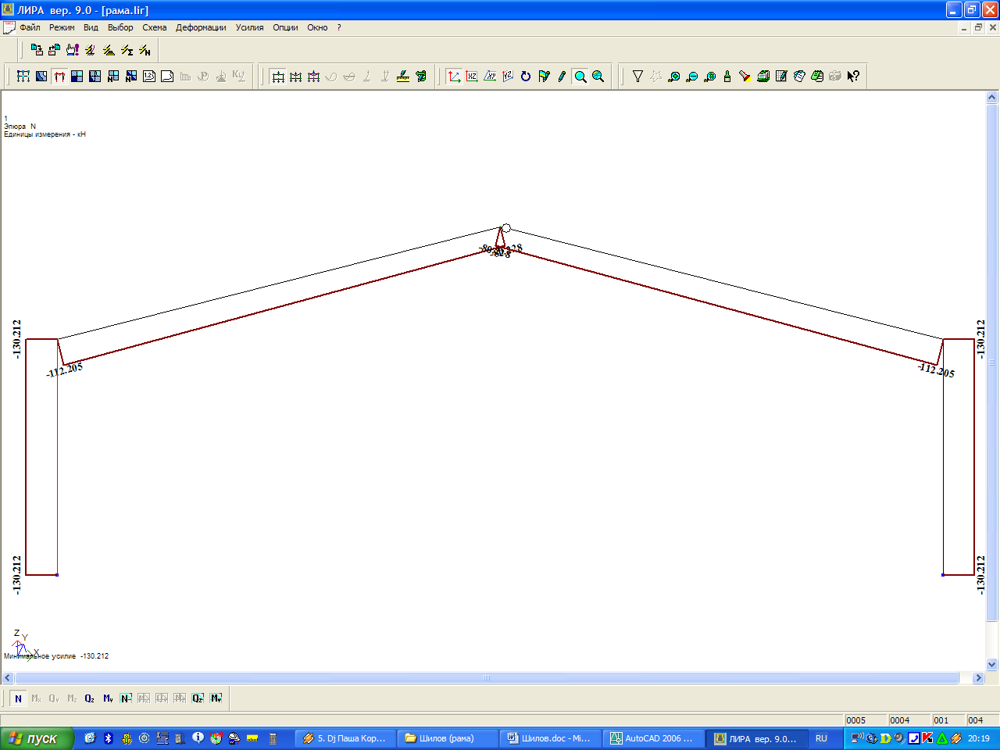 ЛИРА вер. 9.0 - [рама.lir]
Файл Режим Вид Выбор Схема Деформации Усилия Опции Окно ?
1
Эпюра N
Единицы измерения - кН
-130.212
-112.205
-130.212
-112.205
-130.212
-130.212
Z
Y
X
Минимальное усилие -130.212
N Mx Qy Mz Qz My N
Qz My
0005 0004 001 004
пуск
5. Dj Паша Кор...
Шилов (рама)
Шилов.doc - Mi...
AutoCAD 2006 ...
ЛИРА вер. 9.0...
RU
20:19